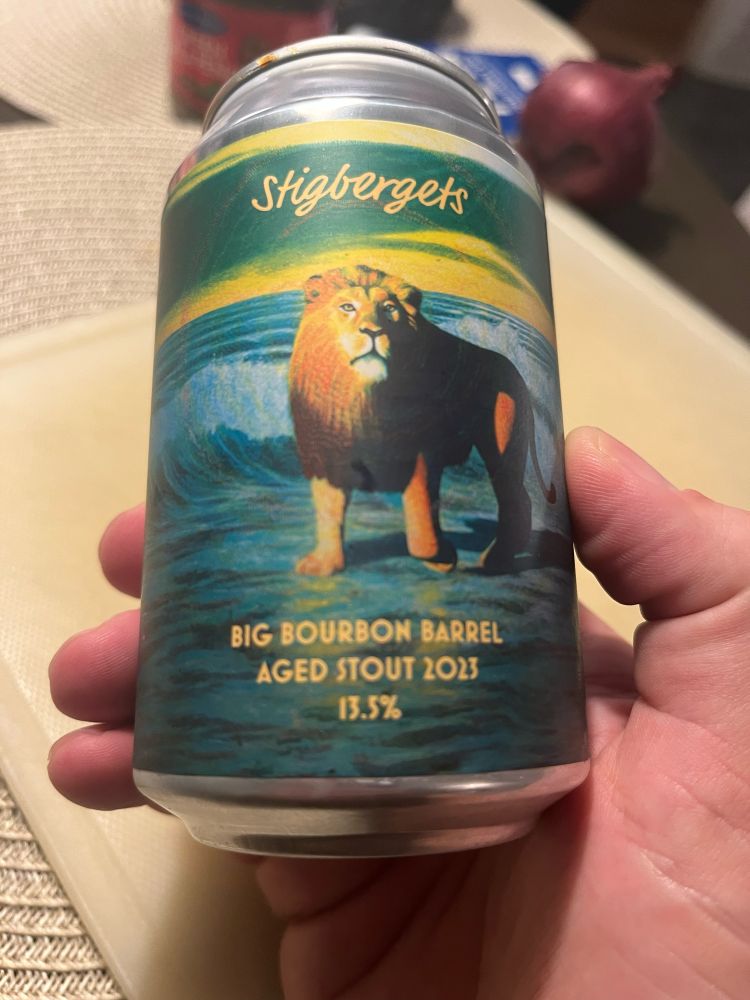 Stigbergets
BIG BOURBON BARREL
AGED STOUT 2023
13.5%